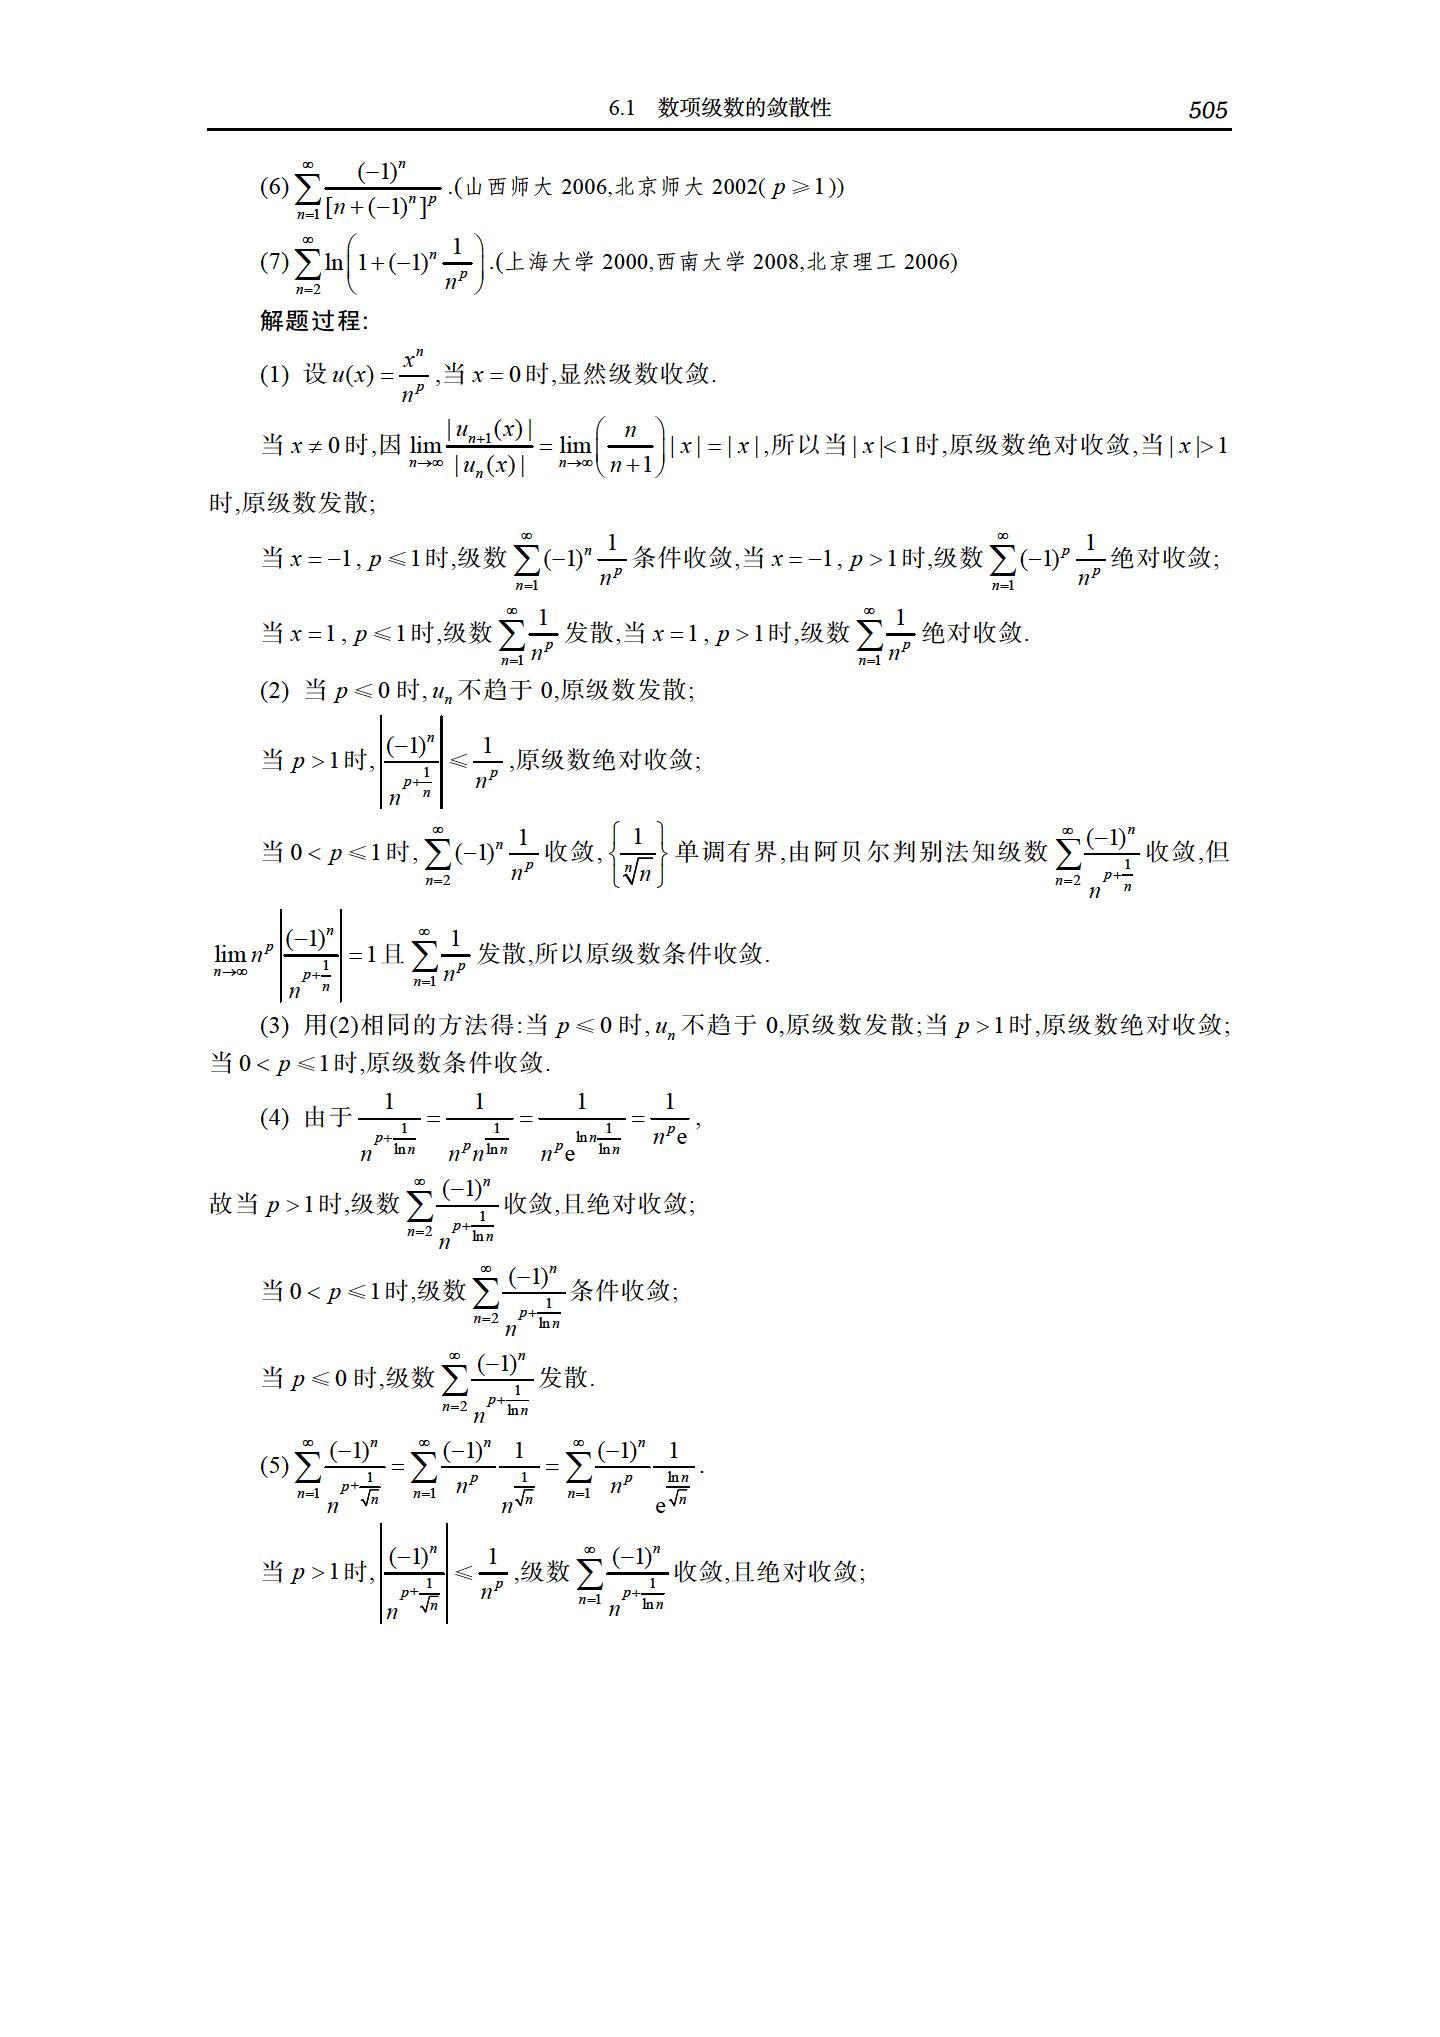 6.1 数项级数的敛散性 505
(6) $\sum_{n=1}^{\infty}\frac{(-1)^n}{[n+(-1)^n]^p}$.(山西师大 2006,北京师大 2002($p\geqslant 1$))
(7) $\sum_{n=2}^{\infty}\ln\left(1+(-1)^n\frac{1}{n^p}\right)$.(上海大学 2000,西南大学 2008,北京理工 2006)
解题过程:
(1) 设 $u(x)=\frac{x^n}{n^p}$,当 $x=0$ 时,显然级数收敛.
当 $x\neq 0$ 时,因 $\lim_{n\to\infty}\frac{|u_{n+1}(x)|}{|u_n(x)|}=\lim_{n\to\infty}\left(\frac{n}{n+1}\right)|x|=|x|$,所以当 $|x|<1$ 时,原级数绝对收敛,当 $|x|>1$
时,原级数发散;
当 $x=-1$, $p\leqslant 1$ 时,级数 $\sum_{n=1}^{\infty}(-1)^n\frac{1}{n^p}$ 条件收敛,当 $x=-1$, $p>1$ 时,级数 $\sum_{n=1}^{\infty}(-1)^p\frac{1}{n^p}$ 绝对收敛;
当 $x=1$, $p\leqslant 1$ 时,级数 $\sum_{n=1}^{\infty}\frac{1}{n^p}$ 发散,当 $x=1$, $p>1$ 时,级数 $\sum_{n=1}^{\infty}\frac{1}{n^p}$ 绝对收敛.
(2) 当 $p\leqslant 0$ 时, $u_n$ 不趋于 0,原级数发散;
当 $p>1$ 时, $\left|\frac{(-1)^n}{n^{p+\frac{1}{n}}}\right|\leqslant\frac{1}{n^p}$,原级数绝对收敛;
当 $0<p\leqslant 1$ 时, $\sum_{n=2}^{\infty}(-1)^n\frac{1}{n^p}$ 收敛, $\left\{\frac{1}{\sqrt[n]{n}}\right\}$ 单调有界,由阿贝尔判别法知级数 $\sum_{n=2}^{\infty}\frac{(-1)^n}{n^{p+\frac{1}{n}}}$ 收敛,但
$\lim_{n\to\infty}n^p\left|\frac{(-1)^n}{n^{p+\frac{1}{n}}}\right|=1$ 且 $\sum_{n=1}^{\infty}\frac{1}{n^p}$ 发散,所以原级数条件收敛.
(3) 用(2)相同的方法得:当 $p\leqslant 0$ 时, $u_n$ 不趋于 0,原级数发散;当 $p>1$ 时,原级数绝对收敛;
当 $0<p\leqslant 1$ 时,原级数条件收敛.
(4) 由于 $\frac{1}{n^{p+\frac{1}{\ln n}}}=\frac{1}{n^p n^{\frac{1}{\ln n}}}=\frac{1}{n^p e^{\ln n\frac{1}{\ln n}}}=\frac{1}{n^p e}$,
故当 $p>1$ 时,级数 $\sum_{n=2}^{\infty}\frac{(-1)^n}{n^{p+\frac{1}{\ln n}}}$ 收敛,且绝对收敛;
当 $0<p\leqslant 1$ 时,级数 $\sum_{n=2}^{\infty}\frac{(-1)^n}{n^{p+\frac{1}{\ln n}}}$ 条件收敛;
当 $p\leqslant 0$ 时,级数 $\sum_{n=2}^{\infty}\frac{(-1)^n}{n^{p+\frac{1}{\ln n}}}$ 发散.
(5) $\sum_{n=1}^{\infty}\frac{(-1)^n}{n^{p+\frac{1}{\sqrt{n}}}}=\sum_{n=1}^{\infty}\frac{(-1)^n}{n^p}\frac{1}{n^{\frac{1}{\sqrt{n}}}}=\sum_{n=1}^{\infty}\frac{(-1)^n}{n^p}\frac{1}{e^{\frac{\ln n}{\sqrt{n}}}}$.
当 $p>1$ 时, $\left|\frac{(-1)^n}{n^{p+\frac{1}{\sqrt{n}}}}\right|\leqslant\frac{1}{n^p}$,级数 $\sum_{n=1}^{\infty}\frac{(-1)^n}{n^{p+\frac{1}{\ln n}}}$ 收敛,且绝对收敛;